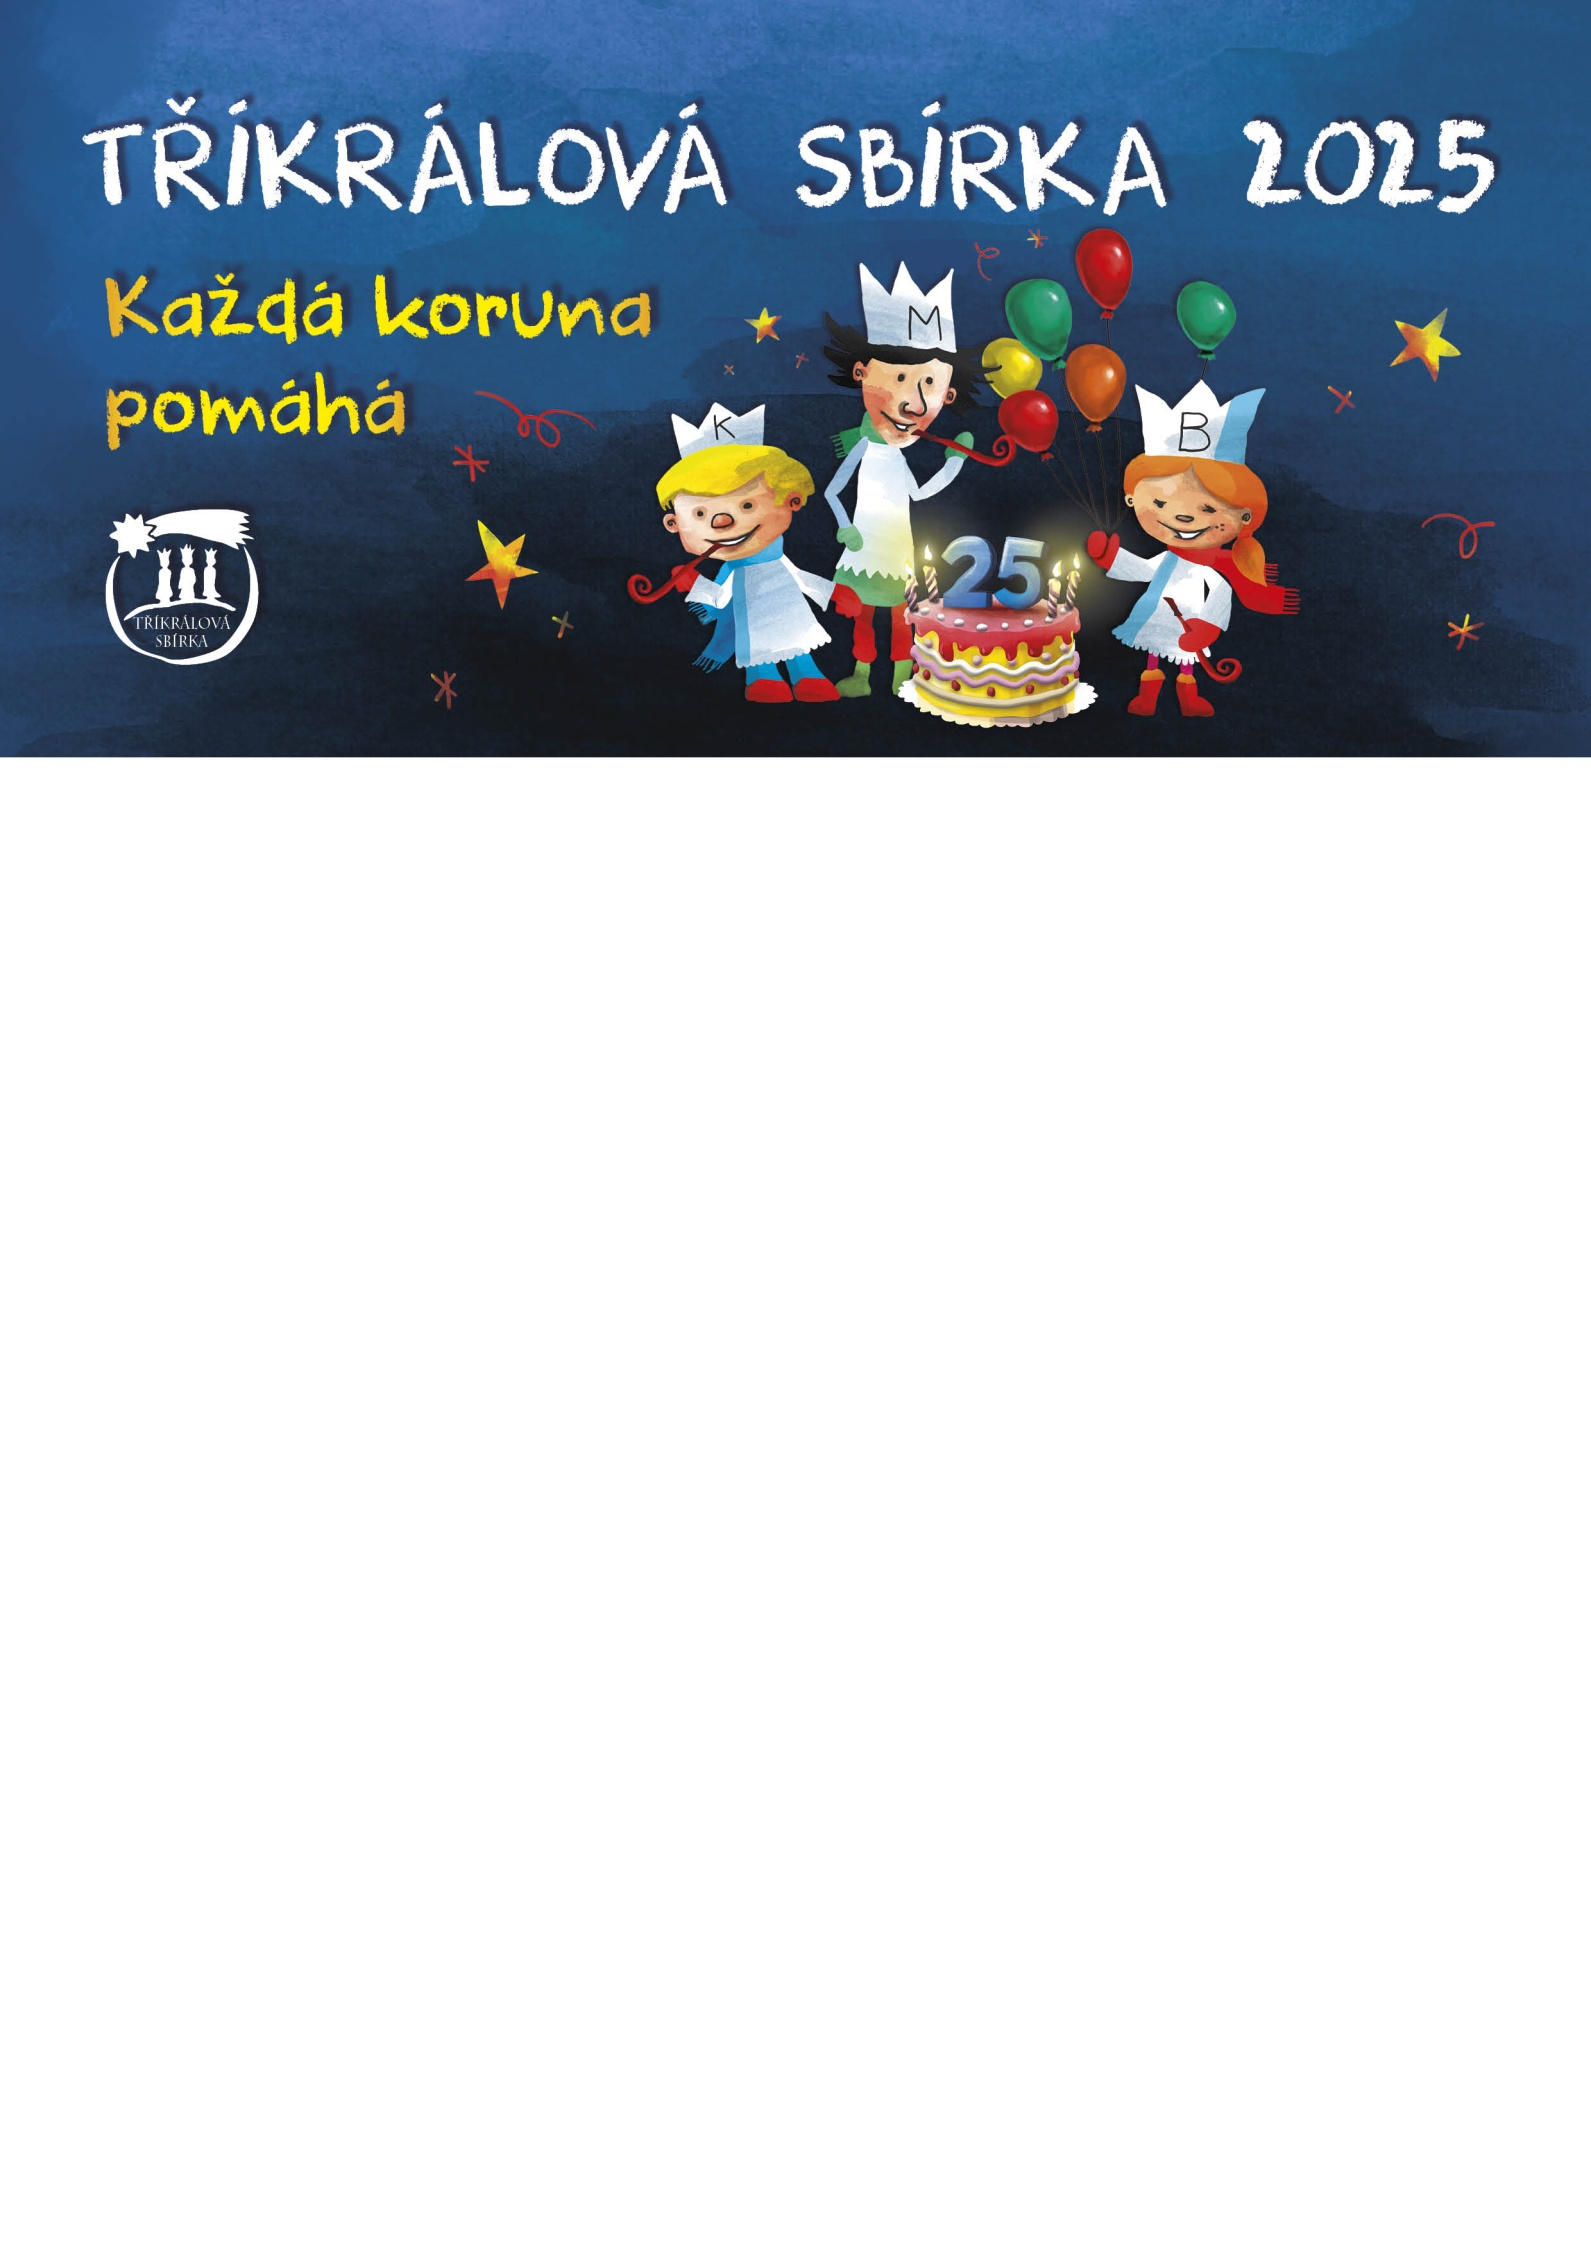 TŘÍKRÁLOVÁ SBÍRKA 2025
Každá koruna
pomáhá
M
K
B
25
TŘÍKRÁLOVÁ
SBÍRKA